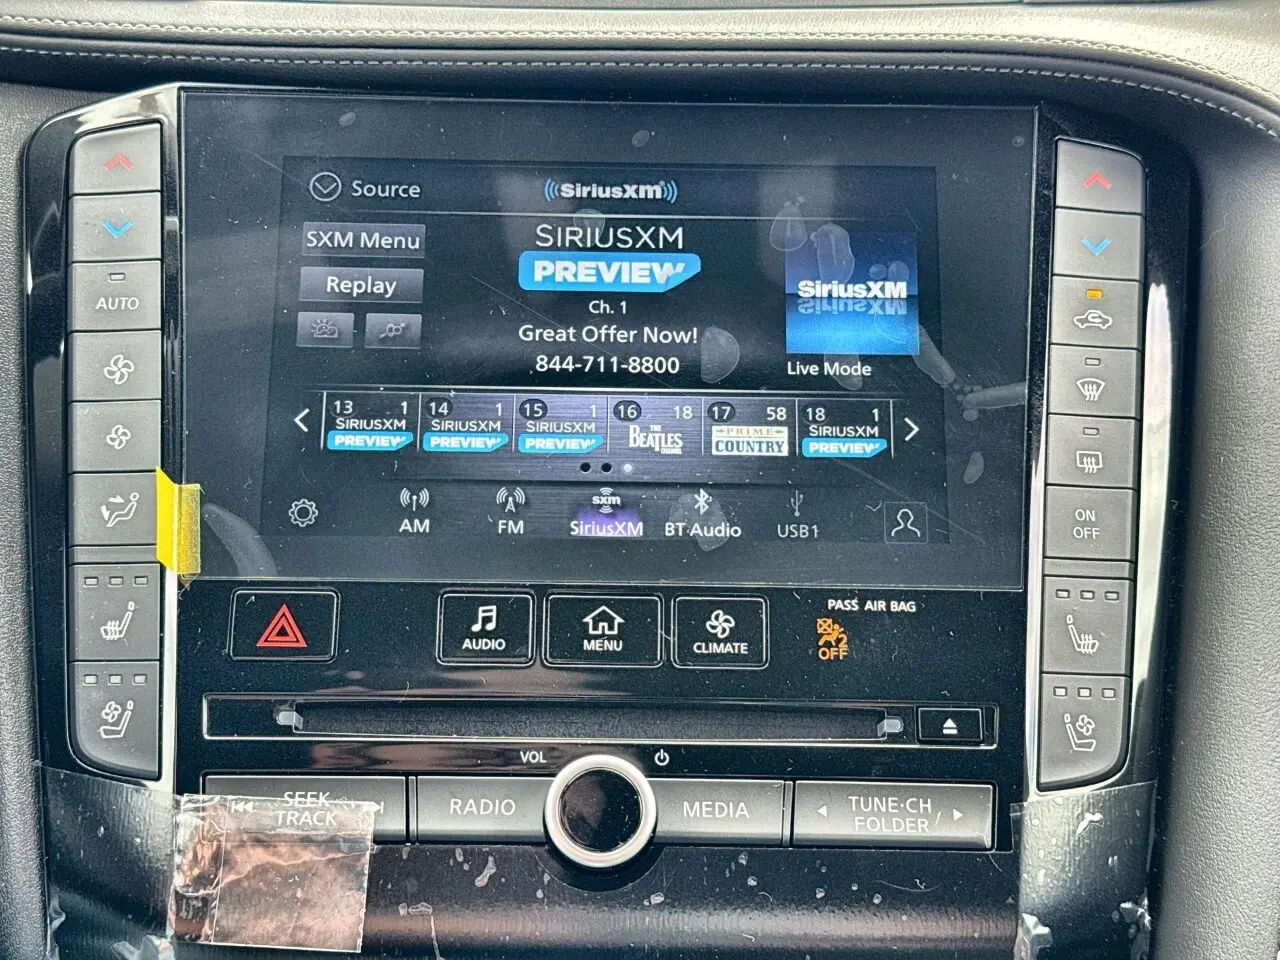 Source
SiriusXM
SXM Menu
Replay
SIRIUSXM
PREVIEW
Ch. 1
Great Offer Now!
844-711-8800
SiriusXM
Live Mode
13 1
SIRIUSXM
PREVIEW
14 1
SIRIUSXM
PREVIEW
15 1
SIRIUSXM
PREVIEW
16 18
THE
BEATLES
CHANNEL
17 58
PRIME
COUNTRY
18 1
SIRIUSXM
PREVIEW
AM
FM
sxm
SiriusXM
BT Audio
USB1
AUTO
ON
OFF
AUDIO
MENU
CLIMATE
PASS AIR BAG
2
OFF
VOL
SEEK
TRACK
RADIO
MEDIA
TUNE·CH /
FOLDER